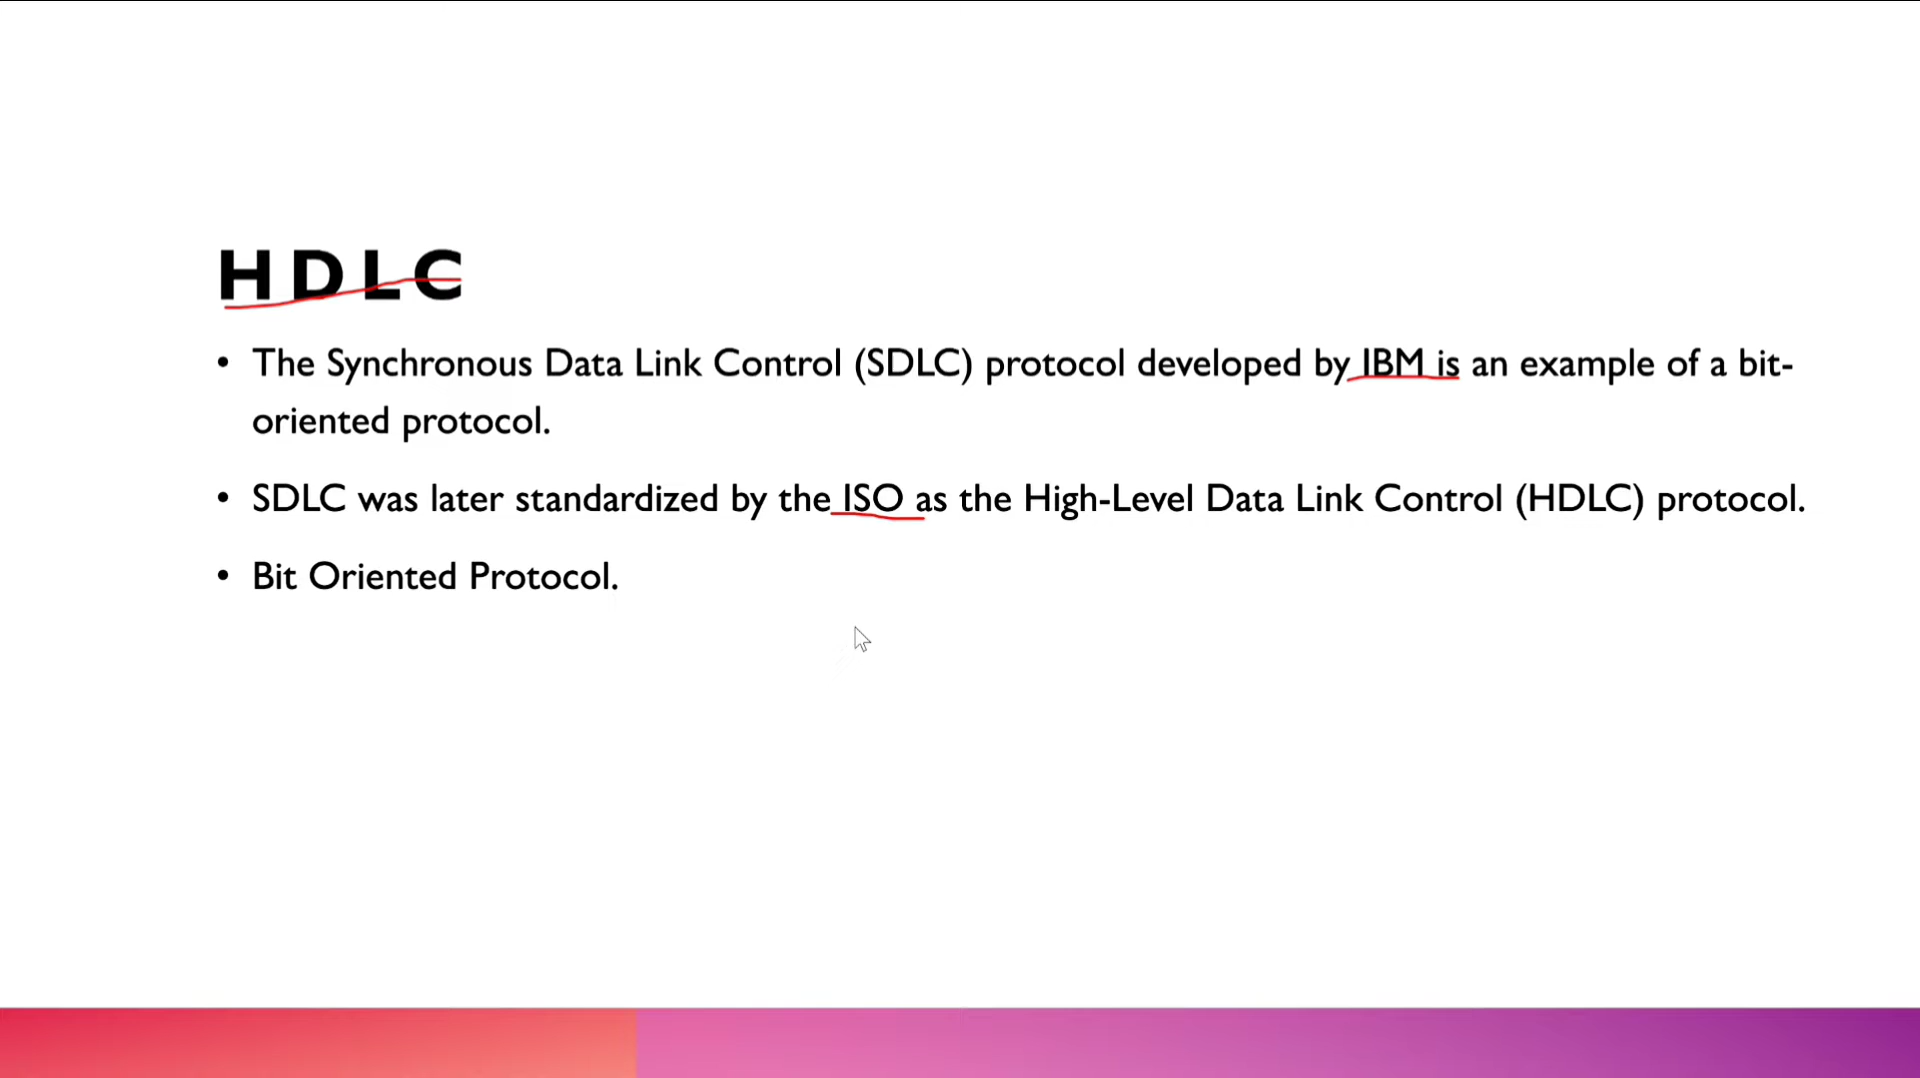 HDLC
• The Synchronous Data Link Control (SDLC) protocol developed by IBM is an example of a bit-
oriented protocol.
• SDLC was later standardized by the ISO as the High-Level Data Link Control (HDLC) protocol.
• Bit Oriented Protocol.